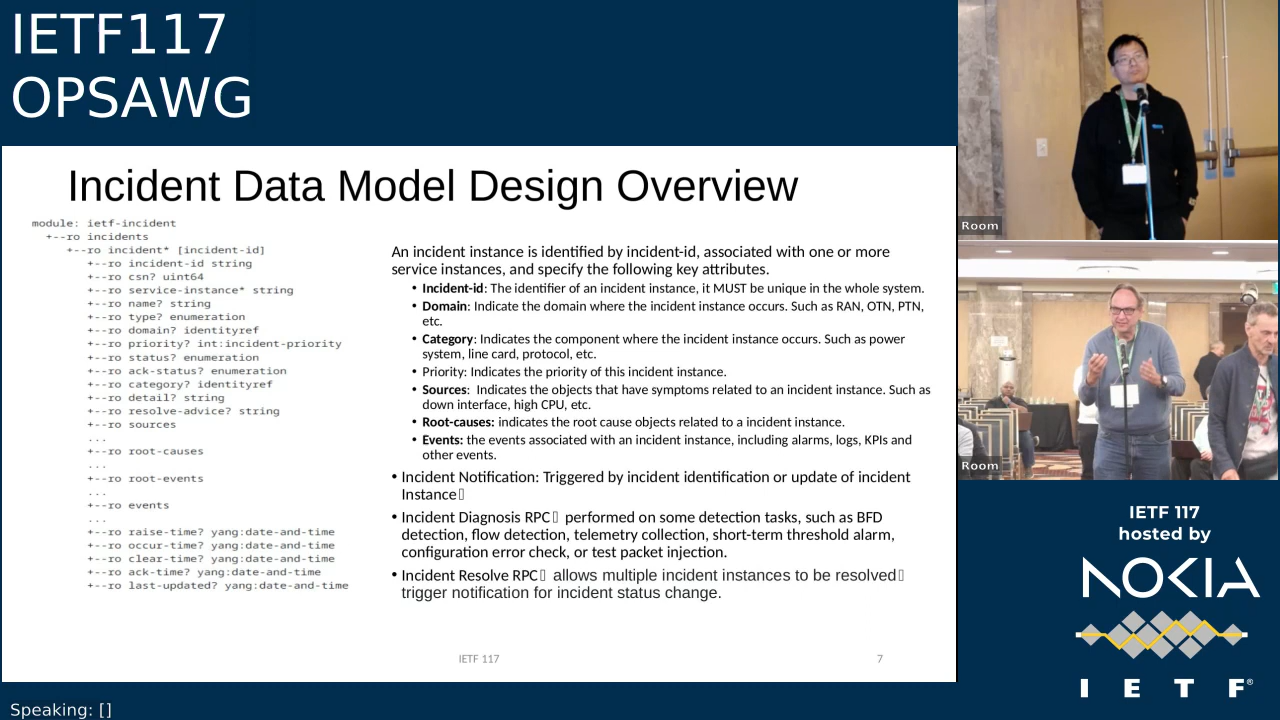 IETF117
OPSAWG
Incident Data Model Design Overview
module: ietf-incident
+--ro incidents
+--ro incident* [incident-id]
+--ro incident-id string
+--ro csn? uint64
+--ro service-instance* string
+--ro name? string
+--ro type? enumeration
+--ro domain? identityref
+--ro priority? int:incident-priority
+--ro status? enumeration
+--ro ack-status? enumeration
+--ro category? identityref
+--ro detail? string
+--ro resolve-advice? string
+--ro sources
...
+--ro root-causes
...
+--ro root-events
...
+--ro events
...
+--ro raise-time? yang:date-and-time
+--ro occur-time? yang:date-and-time
+--ro clear-time? yang:date-and-time
+--ro ack-time? yang:date-and-time
+--ro last-updated? yang:date-and-time
An incident instance is identified by incident-id, associated with one or more
service instances, and specify the following key attributes.
• Incident-id: The identifier of an incident instance, it MUST be unique in the whole system.
• Domain: Indicate the domain where the incident instance occurs. Such as RAN, OTN, PTN,
etc.
• Category: Indicates the component where the incident instance occurs. Such as power
system, line card, protocol, etc.
• Priority: Indicates the priority of this incident instance.
• Sources: Indicates the objects that have symptoms related to an incident instance. Such as
down interface, high CPU, etc.
• Root-causes: indicates the root cause objects related to a incident instance.
• Events: the events associated with an incident instance, including alarms, logs, KPIs and
other events.
• Incident Notification: Triggered by incident identification or update of incident
Instance
• Incident Diagnosis RPC performed on some detection tasks, such as BFD
detection, flow detection, telemetry collection, short-term threshold alarm,
configuration error check, or test packet injection.
• Incident Resolve RPC allows multiple incident instances to be resolved
trigger notification for incident status change.
IETF 117
7
Room
Room
IETF 117
hosted by
NOKIA
IETF®
Speaking: []